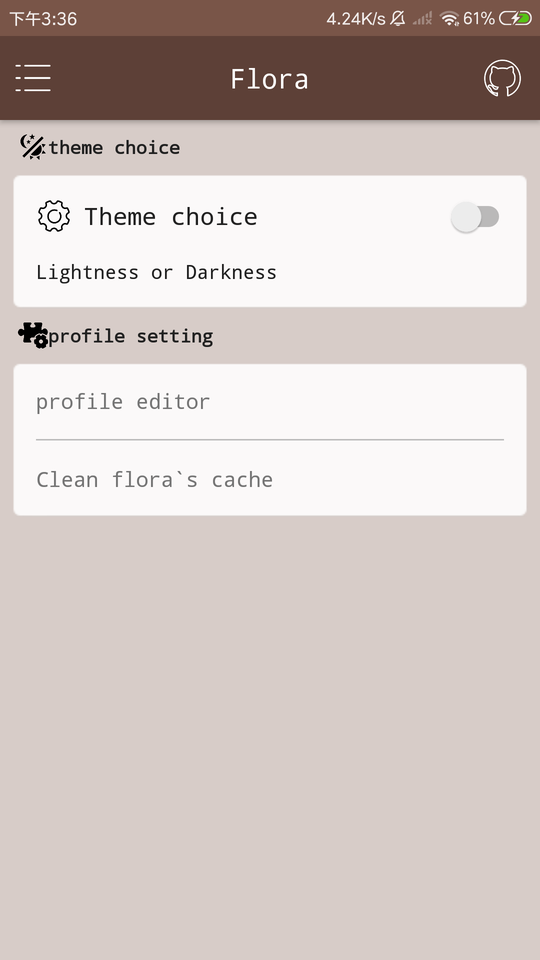 下午3:36
4.24K/s
61%
Flora
theme choice
Theme choice
Lightness or Darkness
profile setting
profile editor
Clean flora`s cache